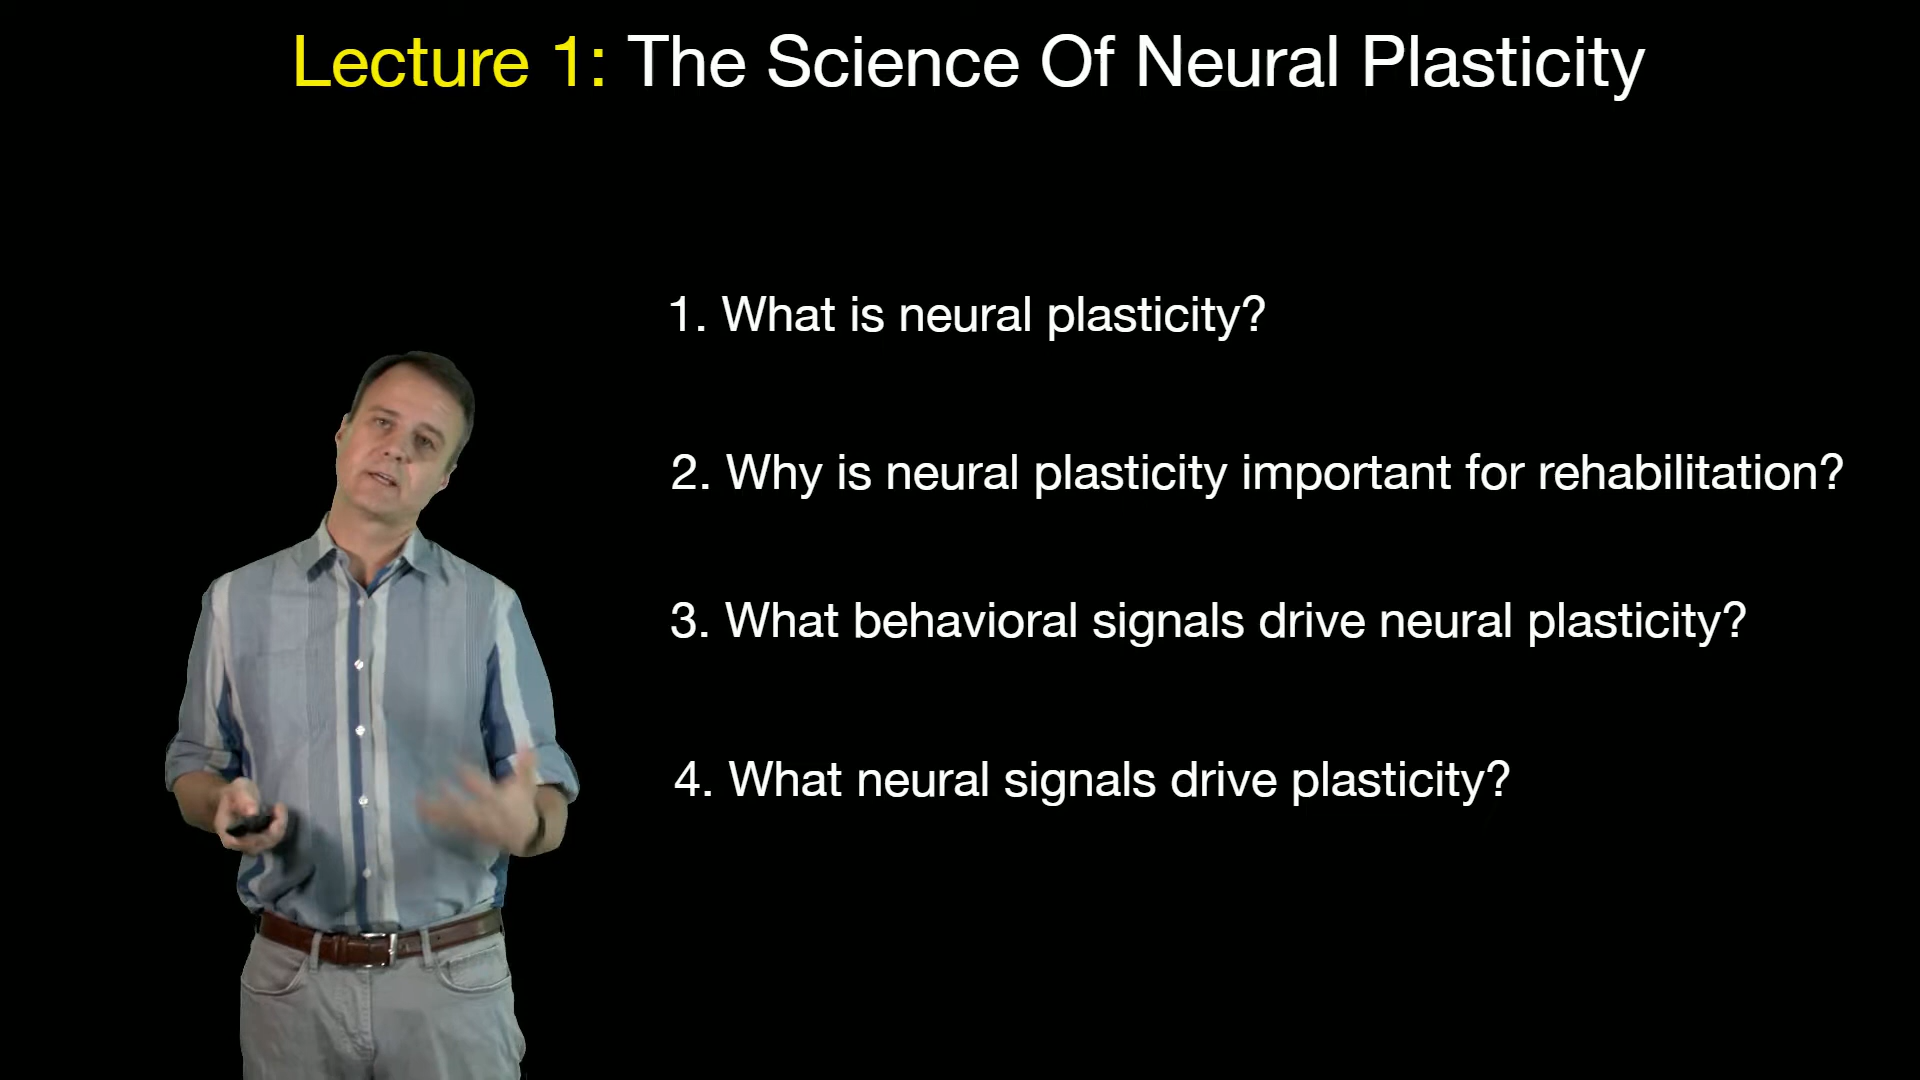 Lecture 1: The Science Of Neural Plasticity
1. What is neural plasticity?
2. Why is neural plasticity important for rehabilitation?
3. What behavioral signals drive neural plasticity?
4. What neural signals drive plasticity?